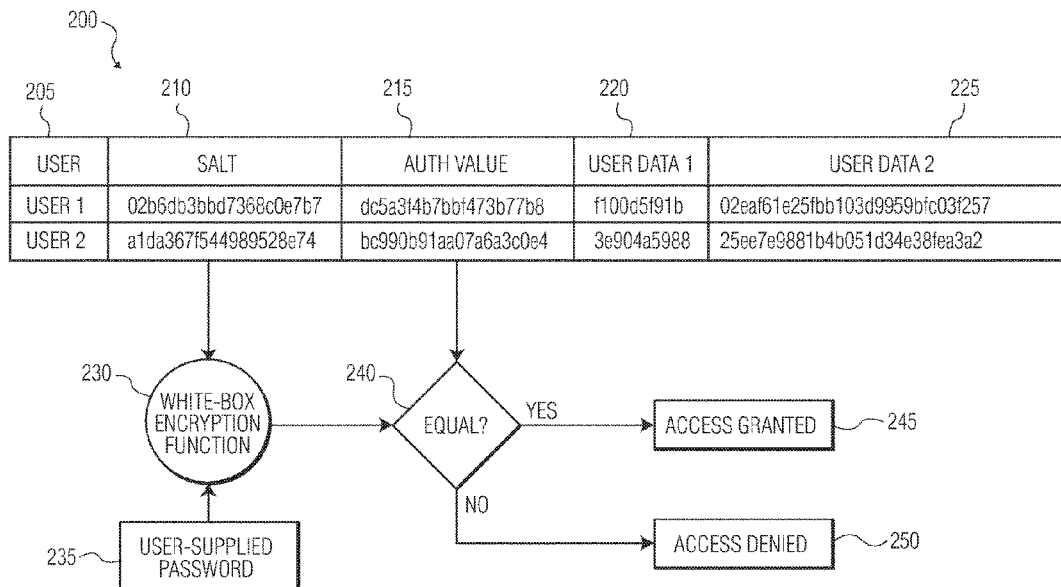 200
205
210
215
220
225
USER SALT AUTH VALUE USER DATA 1 USER DATA 2
USER 1 02b6db3bbd7368c0e7b7 dc5a3f4b7bbf473b77b8 f100d5f91b 02eaf61e25fbb103d9959bfc03f257
USER 2 a1da367f544989528e74 bc990b91aa07a6a3c0e4 3e904a5988 25ee7e9881b4b051d34e38fea3a2
230
WHITE-BOX
ENCRYPTION
FUNCTION
240
EQUAL?
YES
ACCESS GRANTED
245
NO
235
USER-SUPPLIED
PASSWORD
ACCESS DENIED
250